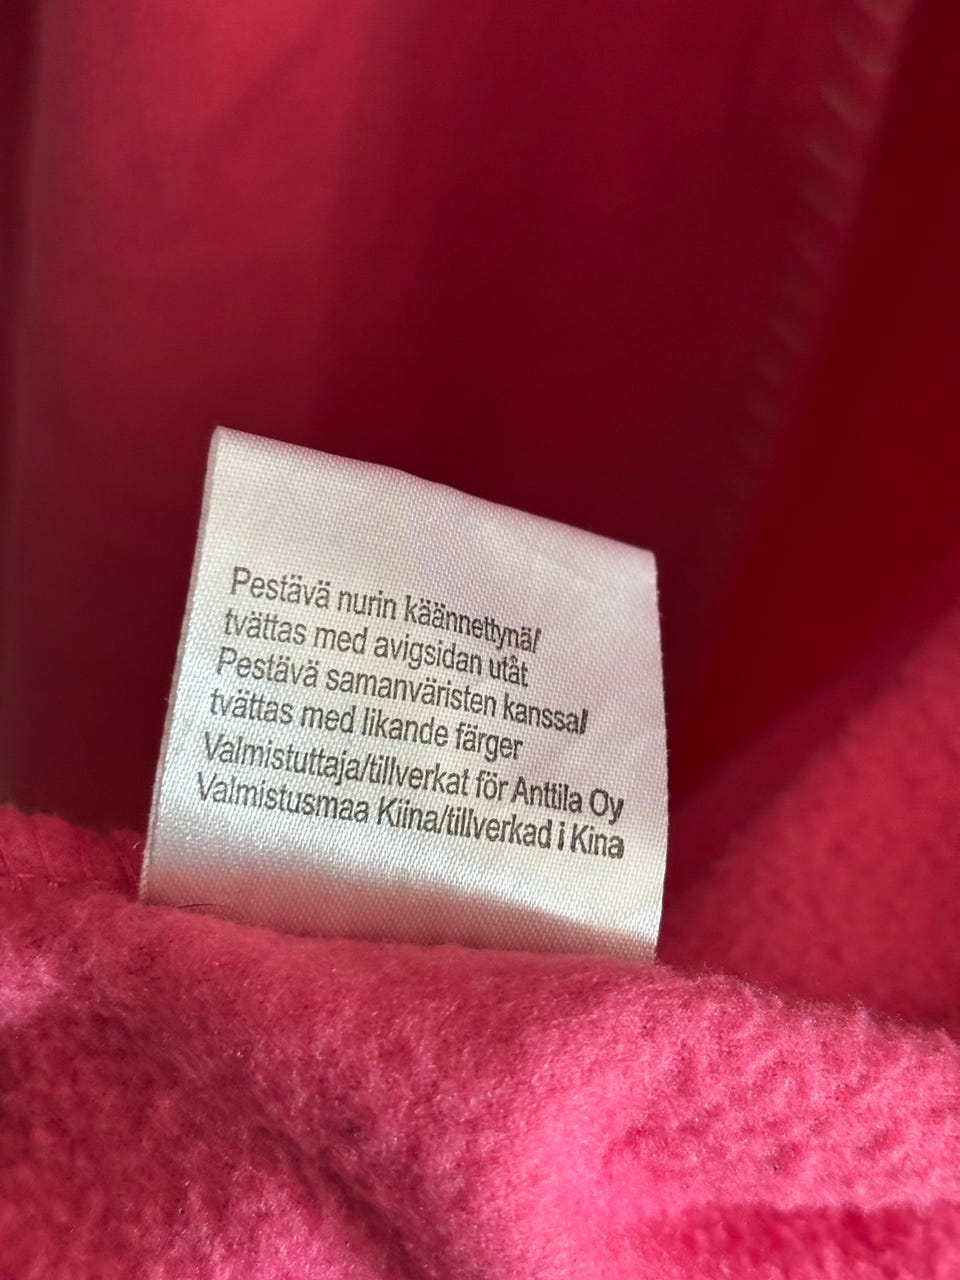 Pestävä nurin käännettynä/
tvättas med avigsidan utåt
Pestävä samanväristen kanssa/
tvättas med likande färger
Valmistuttaja/tillverkat för Anttila Oy
Valmistusmaa Kiina/tillverkad i Kina